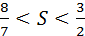 8/7 < S < 3/2